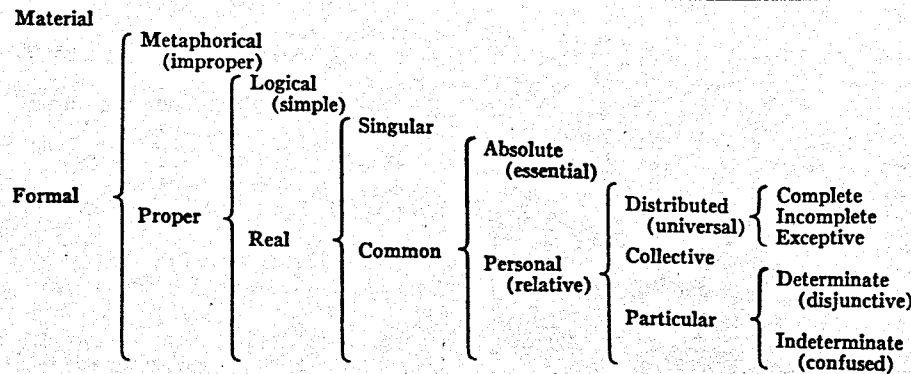 Material
Metaphorical
(improper)
Logical
(simple)
Singular
Absolute
(essential)
Formal
Proper
Real
Common
Personal
(relative)
Distributed
(universal)
Collective
Particular
Complete
Incomplete
Exceptive
Determinate
(disjunctive)
Indeterminate
(confused)